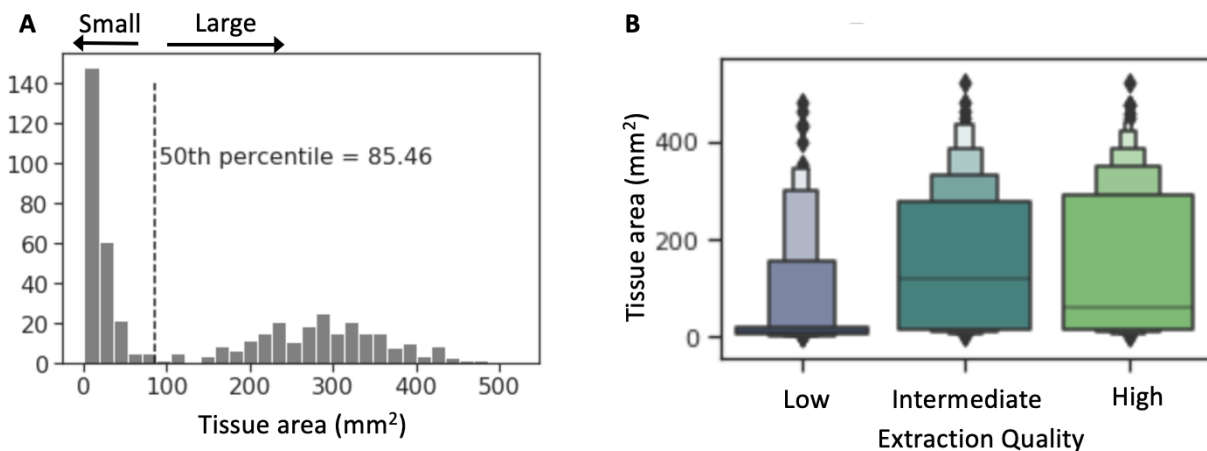 A
Small
Large
140
120
100
80
60
40
20
0
50th percentile = 85.46
0 100 200 300 400 500
Tissue area (mm²)
B
Tissue area (mm²)
400
200
0
Low Intermediate High
Extraction Quality